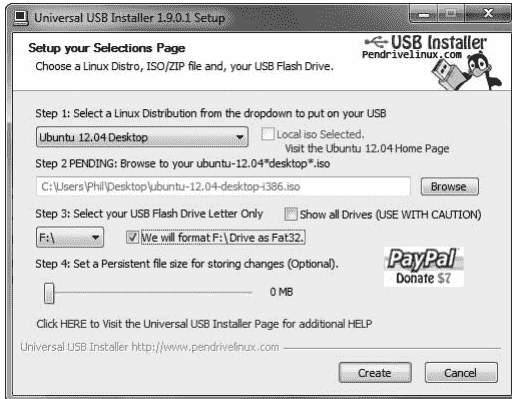 Universal USB Installer 1.9.0.1 Setup
Setup your Selections Page
Choose a Linux Distro, ISO/ZIP file and, your USB Flash Drive.
USB Installer
Pendrivelinux.com
Step 1: Select a Linux Distribution from the dropdown to put on your USB
Ubuntu 12.04 Desktop
Local iso Selected.
Visit the Ubuntu 12.04 Home Page
Step 2 PENDING: Browse to your ubuntu-12.04*desktop*.iso
C:\Users\Phil\Desktop\ubuntu-12.04-desktop-i386.iso
Browse
Step 3: Select your USB Flash Drive Letter Only
Show all Drives (USE WITH CAUTION)
F:\
We will format F:\ Drive as Fat32.
Step 4: Set a Persistent file size for storing changes (Optional).
PayPal
Donate $7
0 MB
Click HERE to Visit the Universal USB Installer Page for additional HELP
Universal USB Installer http://www.pendrivelinux.com
Create
Cancel